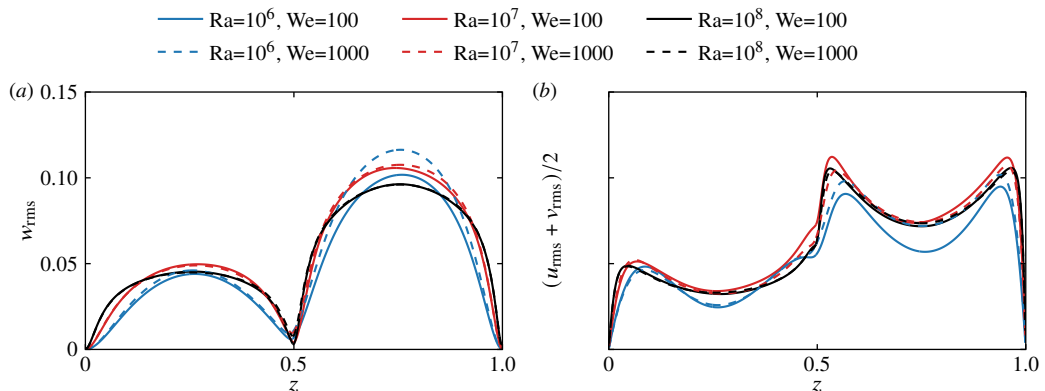 Ra=10⁶, We=100 Ra=10⁷, We=100 Ra=10⁸, We=100
Ra=10⁶, We=1000 Ra=10⁷, We=1000 Ra=10⁸, We=1000
(a) (b)
0.15
0.10
0.05
0
w_rms
0 0.5 1.0
z
(u_rms + v_rms)/2
0 0.5 1.0
z